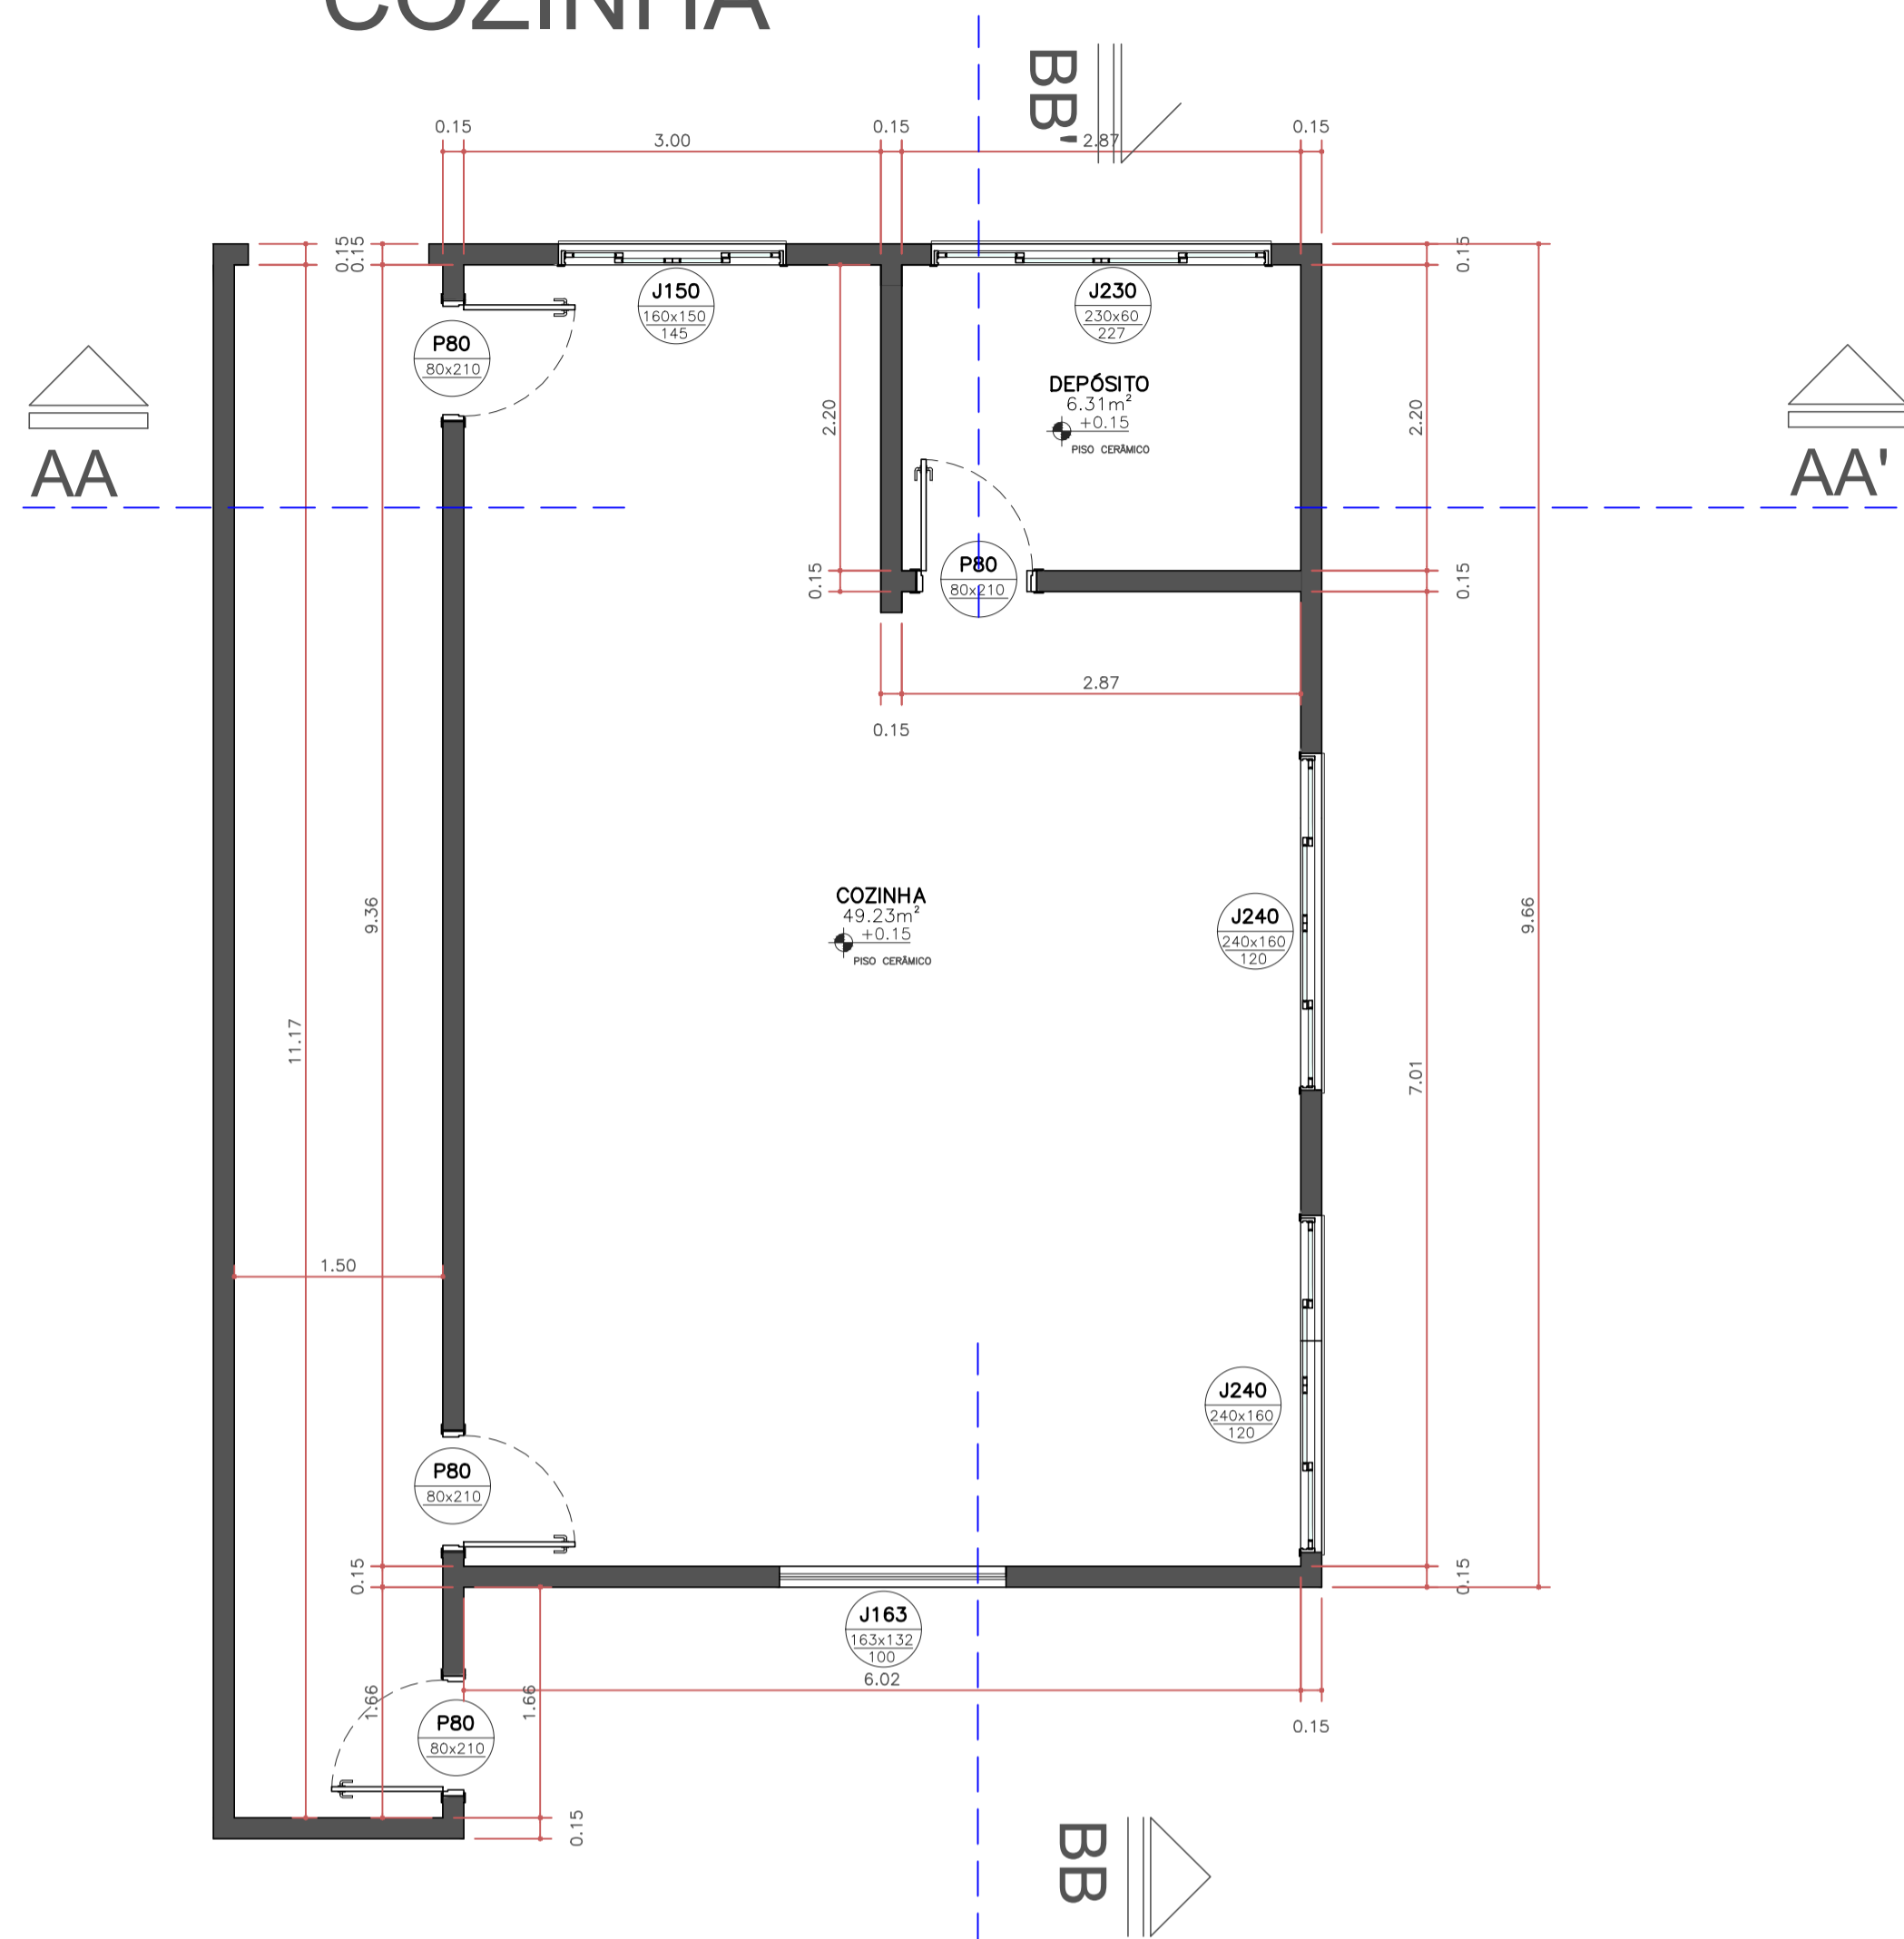 COZINHA
BB'
0.15
0.15
0.15
3.00
2.87
0.15
0.15
0.15
J150
160x150
145
J230
230x60
227
P80
80x210
DEPÓSITO
6.31m²
+0.15
PISO CERÂMICO
2.20
2.20
AA
AA'
P80
80x210
0.15
0.15
2.87
0.15
COZINHA
49.23m²
+0.15
PISO CERÂMICO
9.36
J240
240x160
120
9.66
11.17
7.01
1.50
J240
240x160
120
P80
80x210
0.15
0.15
J163
163x132
100
6.02
1.66
1.66
P80
80x210
0.15
0.15
BB